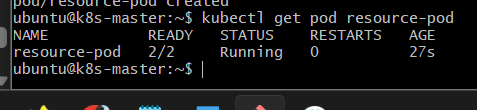 pod/resource-pod created
ubuntu@k8s-master:~$ kubectl get pod resource-pod
NAME READY STATUS RESTARTS AGE
resource-pod 2/2 Running 0 27s
ubuntu@k8s-master:~$